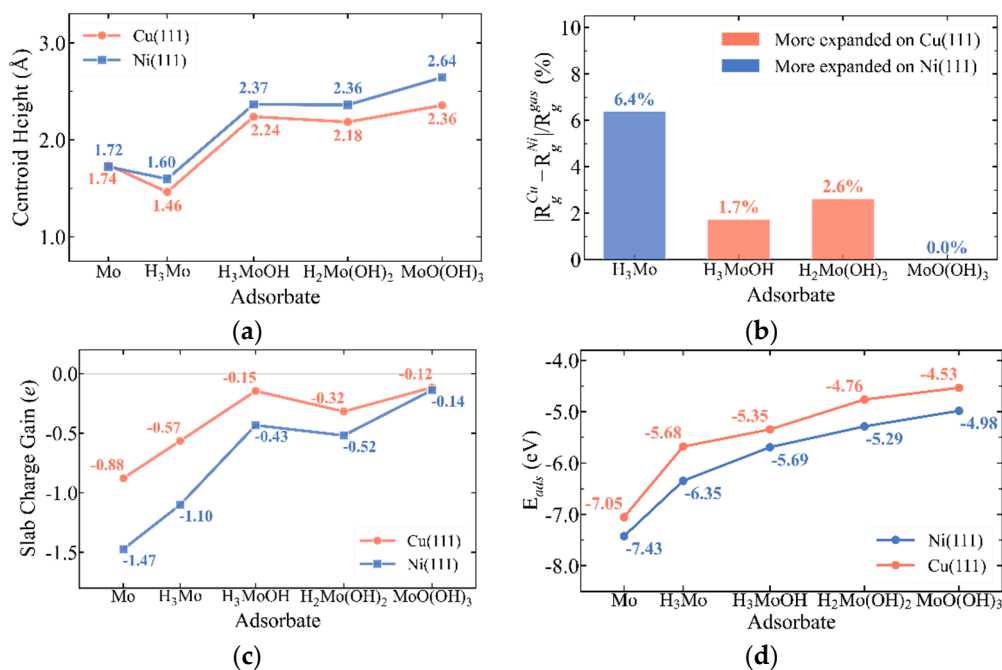 Cu(111)
Ni(111)
Centroid Height (Å)
3.0
2.0
1.0
1.72
1.74
1.60
1.46
2.37
2.24
2.36
2.18
2.64
2.36
Mo
H₃Mo
H₃MoOH
H₂Mo(OH)₂
MoO(OH)₃
Adsorbate
(a)
More expanded on Cu(111)
More expanded on Ni(111)
|R_g^Cu − R_g^Ni|/R_g^gas (%)
10
8
6
4
2
0
6.4%
1.7%
2.6%
0.0%
H₃Mo
H₃MoOH
H₂Mo(OH)₂
MoO(OH)₃
Adsorbate
(b)
Slab Charge Gain (e)
0.0
-0.5
-1.0
-1.5
-0.88
-1.47
-0.57
-1.10
-0.15
-0.43
-0.32
-0.52
-0.12
-0.14
Cu(111)
Ni(111)
Mo
H₃Mo
H₃MoOH
H₂Mo(OH)₂
MoO(OH)₃
Adsorbate
(c)
E_ads (eV)
-4.0
-5.0
-6.0
-7.0
-8.0
-7.05
-7.43
-5.68
-6.35
-5.35
-5.69
-4.76
-5.29
-4.53
-4.98
Ni(111)
Cu(111)
Mo
H₃Mo
H₃MoOH
H₂Mo(OH)₂
MoO(OH)₃
Adsorbate
(d)